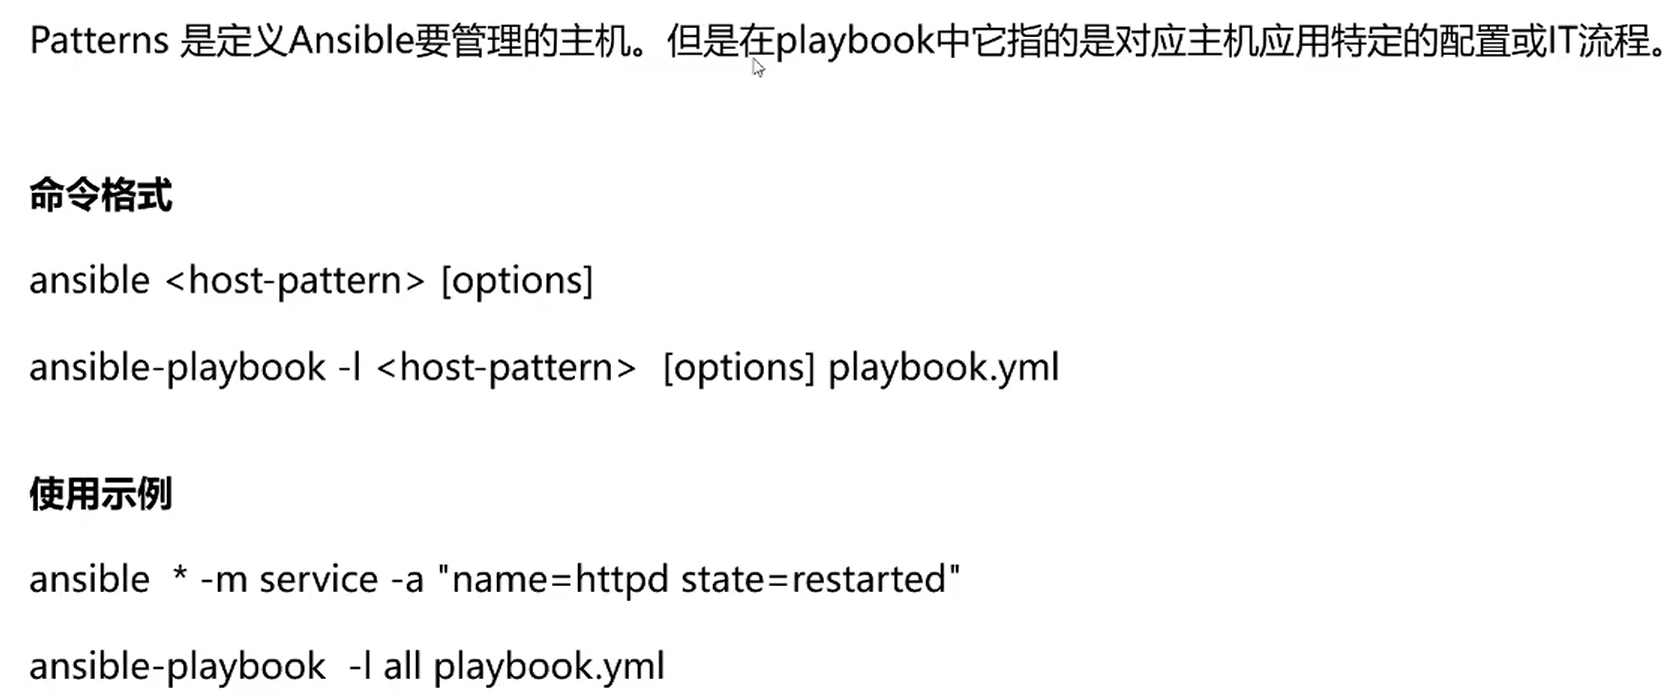 Patterns 是定义Ansible要管理的主机。但是在playbook中它指的是对应主机应用特定的配置或IT流程。
命令格式
ansible <host-pattern> [options]
ansible-playbook -l <host-pattern> [options] playbook.yml
使用示例
ansible * -m service -a "name=httpd state=restarted"
ansible-playbook -l all playbook.yml